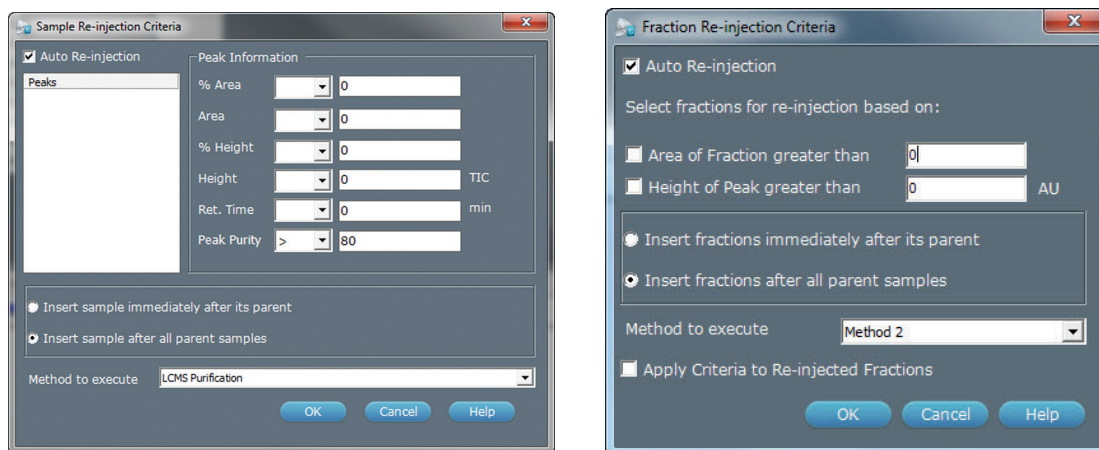 Sample Re-injection Criteria
x
Auto Re-injection
Peaks
Peak Information
% Area 0
Area 0
% Height 0
Height 0 TIC
Ret. Time 0 min
Peak Purity > 80
Insert sample immediately after its parent
Insert sample after all parent samples
Method to execute LCMS Purification
OK Cancel Help
Fraction Re-injection Criteria
x
Auto Re-injection
Select fractions for re-injection based on:
Area of Fraction greater than 0
Height of Peak greater than 0 AU
Insert fractions immediately after its parent
Insert fractions after all parent samples
Method to execute Method 2
Apply Criteria to Re-injected Fractions
OK Cancel Help